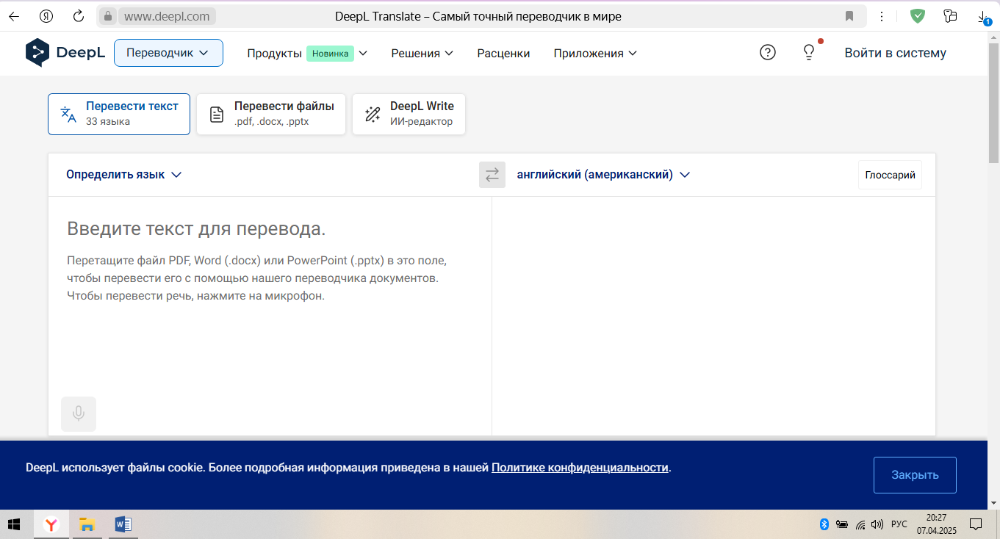 www.deepl.com DeepL Translate – Самый точный переводчик в мире
1
DeepL Переводчик Продукты Новинка Решения Расценки Приложения Войти в систему
Перевести текст
33 языка
Перевести файлы
.pdf, .docx, .pptx
DeepL Write
ИИ-редактор
Определить язык английский (американский) Глоссарий
Введите текст для перевода.
Перетащите файл PDF, Word (.docx) или PowerPoint (.pptx) в это поле,
чтобы перевести его с помощью нашего переводчика документов.
Чтобы перевести речь, нажмите на микрофон.
DeepL использует файлы cookie. Более подробная информация приведена в нашей Политике конфиденциальности.
Закрыть
РУС
20:27
07.04.2025